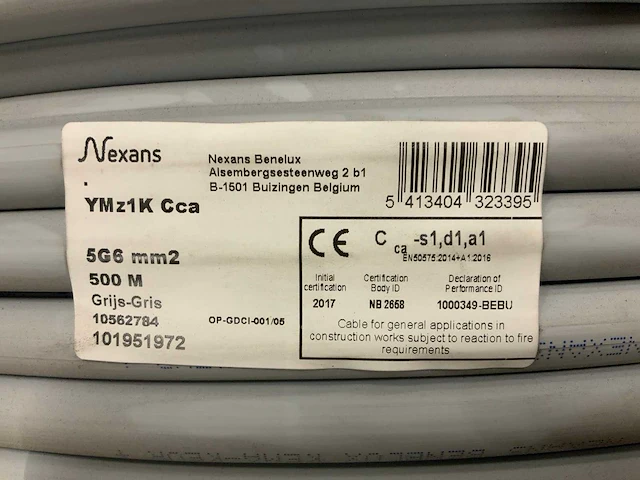 Nexans
Nexans Benelux
Alsembergsesteenweg 2 b1
B-1501 Buizingen Belgium
5 413404 323395
YMz1K Cca
5G6 mm2
500 M
Grijs-Gris
10562784
OP-GDCI-001/05
101951972
CE
C ca -s1,d1,a1
EN50575:2014+A1:2016
Initial certification
Certification Body ID
Declaration of Performance ID
2017
NB 2658
1000349-BEBU
Cable for general applications in
construction works subject to reaction to fire
requirements